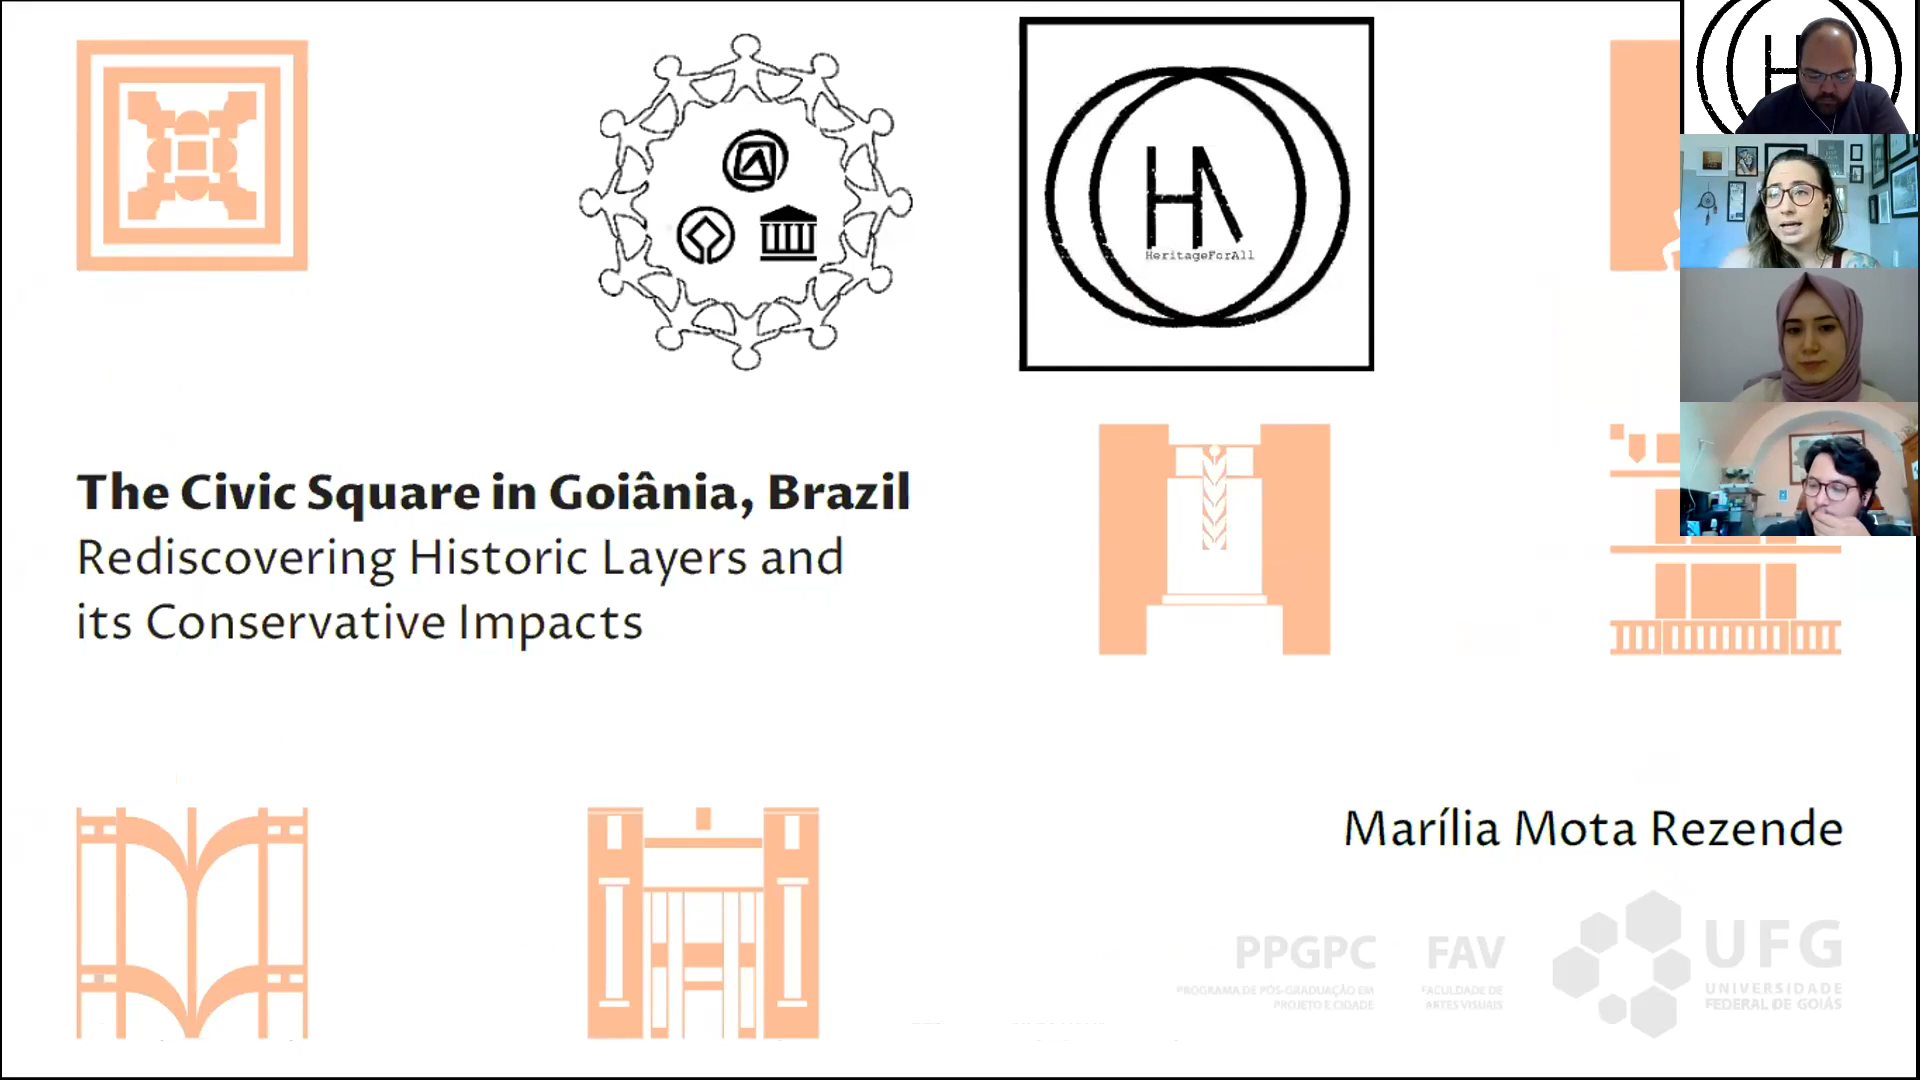 HA
HeritageForAll
The Civic Square in Goiânia, Brazil
Rediscovering Historic Layers and
its Conservative Impacts
Marília Mota Rezende
PPGPC
PROGRAMA DE PÓS-GRADUAÇÃO EM
PROJETO E CIDADE
FAV
FACULDADE DE
ARTES VISUAIS
UFG
UNIVERSIDADE
FEDERAL DE GOIÁS